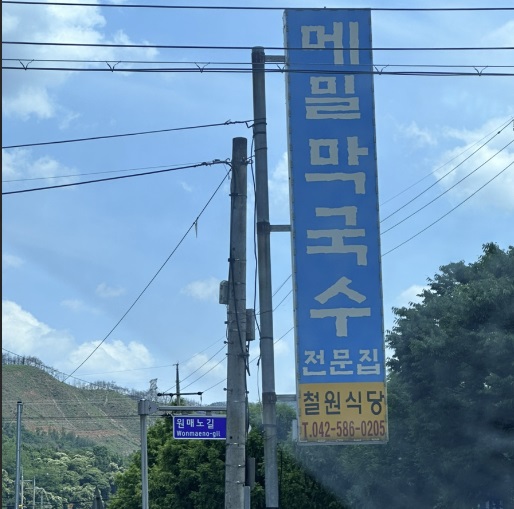 메밀
막국수
전문집
철원식당
T.042-586-0205
원매노길
Wonmaeno-gil